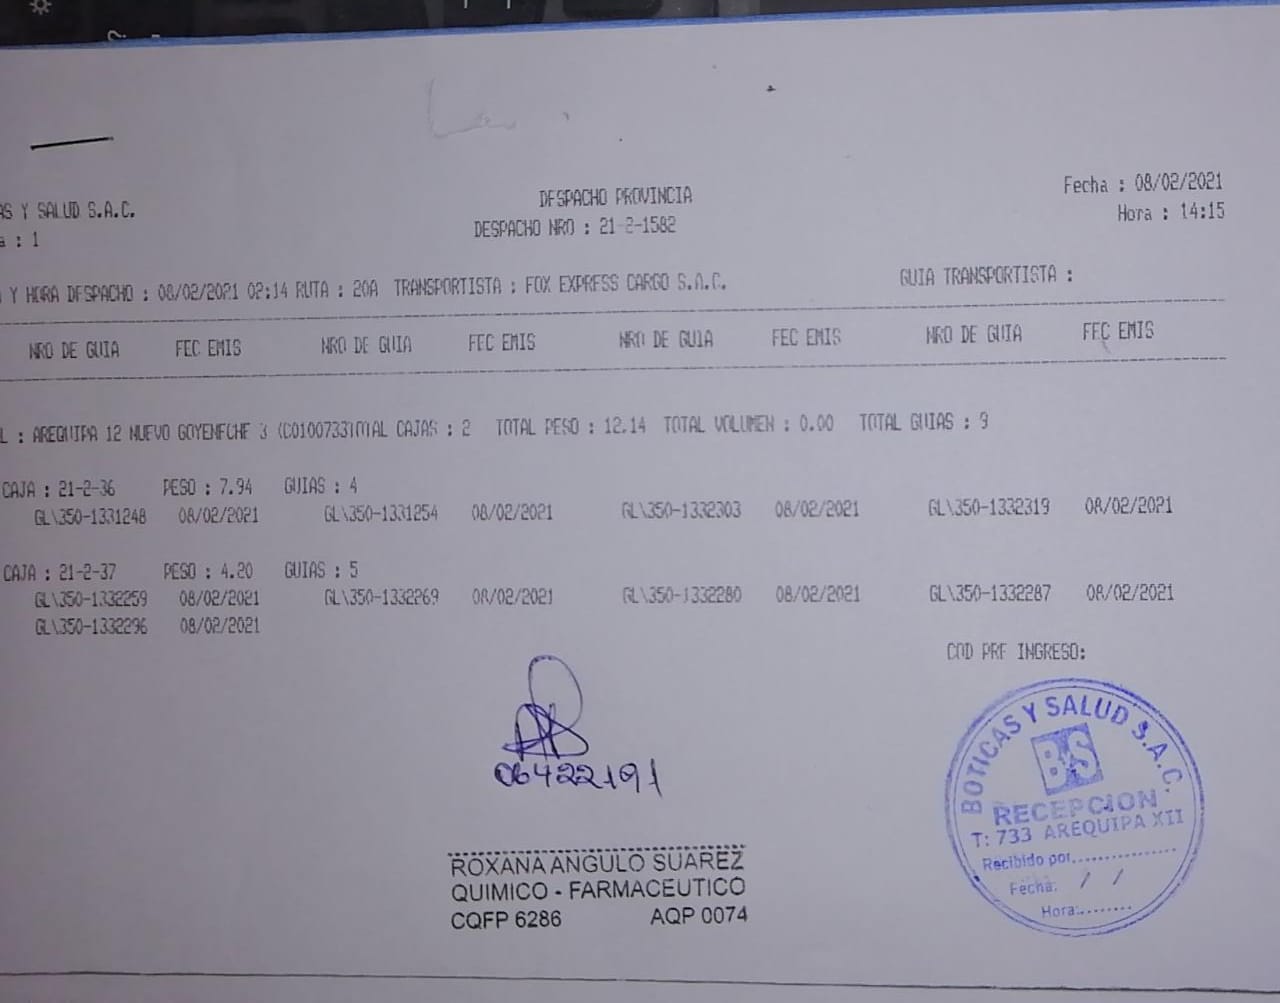 AS Y SALUD S.A.C.
DESPACHO PROVINCIA
Fecha : 08/02/2021
a : 1
DESPACHO NRO : 21-2-1582
Hora : 14:15
Y HORA DESPACHO : 08/02/2021 02:14 RUTA : 20A TRANSPORTISTA : FOX EXPRESS CARGO S.A.C. GUIA TRANSPORTISTA :
NRO DE GUIA FEC EMIS NRO DE GUIA FEC EMIS NRO DE GUIA FEC EMIS NRO DE GUIA FEC EMIS
L : AREQUIPA 12 NUEVO GOYENECHE 3 (C0100733)OTAL CAJAS : 2 TOTAL PESO : 12.14 TOTAL VOLUMEN : 0.00 TOTAL GUIAS : 9
CAJA : 21-2-36 PESO : 7.94 GUIAS : 4
GL\350-1331248 08/02/2021 GL\350-1331254 08/02/2021 GL\350-1332303 08/02/2021 GL\350-1332319 08/02/2021
CAJA : 21-2-37 PESO : 4.20 GUIAS : 5
GL\350-1332259 08/02/2021 GL\350-1332269 08/02/2021 GL\350-1332280 08/02/2021 GL\350-1332287 08/02/2021
GL\350-1332296 08/02/2021
COD PRF INGRESO:
06422191
ROXANA ANGULO SUAREZ
QUIMICO - FARMACEUTICO
CQFP 6286 AQP 0074
BOTICAS Y SALUD S.A.C.
BYS
RECEPCION
T: 733 AREQUIPA XII
Recibido por...............
Fecha: / /
Hora:........